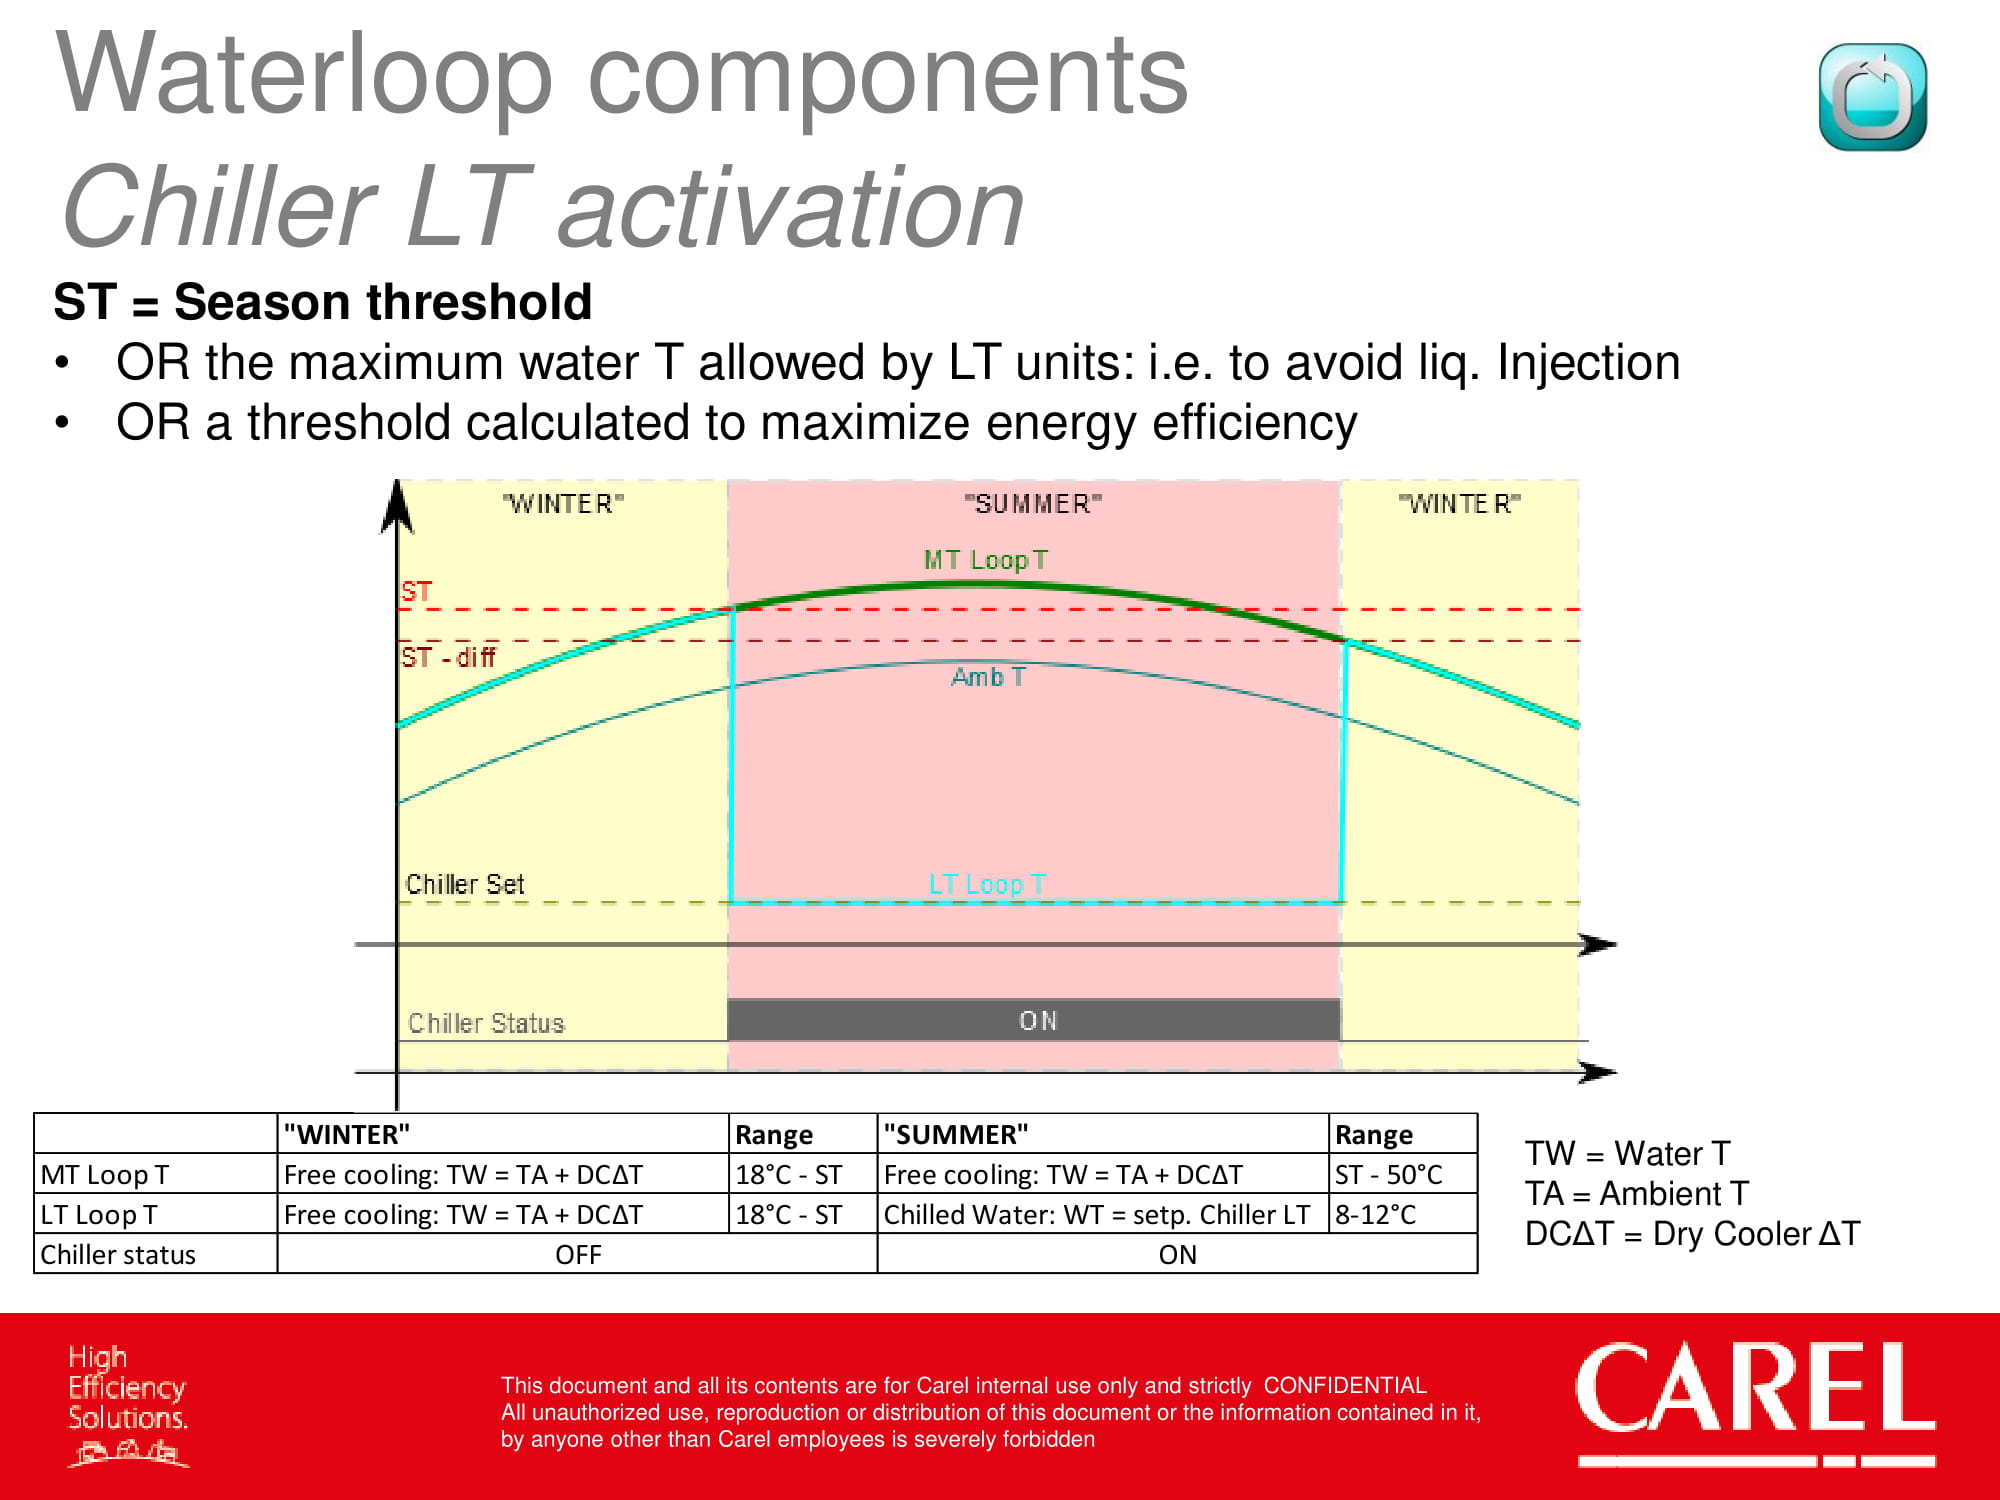 Waterloop components
Chiller LT activation
ST = Season threshold
• OR the maximum water T allowed by LT units: i.e. to avoid liq. Injection
• OR a threshold calculated to maximize energy efficiency
"WINTER" "SUMMER" "WINTER"
MT Loop T
ST
ST - diff
Amb T
Chiller Set
LT Loop T
Chiller Status
ON
"WINTER" Range "SUMMER" Range
MT Loop T Free cooling: TW = TA + DCΔT 18°C - ST Free cooling: TW = TA + DCΔT ST - 50°C
LT Loop T Free cooling: TW = TA + DCΔT 18°C - ST Chilled Water: WT = setp. Chiller LT 8-12°C
Chiller status OFF ON
TW = Water T
TA = Ambient T
DCΔT = Dry Cooler ΔT
High
Efficiency
Solutions.
This document and all its contents are for Carel internal use only and strictly CONFIDENTIAL
All unauthorized use, reproduction or distribution of this document or the information contained in it,
by anyone other than Carel employees is severely forbidden
CAREL